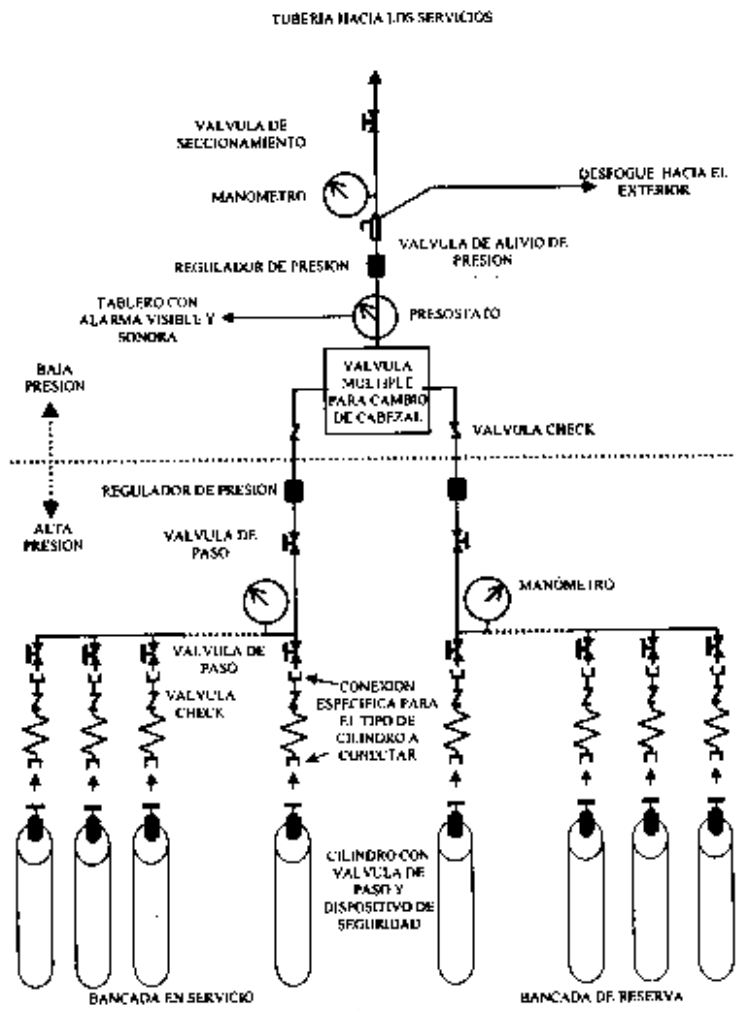 TUBERIA HACIA LOS SERVICIOS
VALVULA DE
SECCIONAMIENTO
MANOMETRO
DESFOGUE HACIA EL
EXTERIOR
VALVULA DE ALIVIO DE
PRESION
REGULADOR DE PRESION
TABLERO CON
ALARMA VISIBLE Y
SONORA
PRESOSTATO
BAJA
PRESION
VALVULA
MULTIPLE
PARA CAMBIO
DE CABEZAL
VALVULA CHECK
REGULADOR DE PRESION
ALTA
PRESION
VALVULA DE
PASO
MANÓMETRO
VALVULA DE
PASO
VALVULA
CHECK
CONEXION
ESPECIFICA PARA
EL TIPO DE
CILINDRO A
CONECTAR
CILINDRO CON
VALVULA DE
PASO Y
DISPOSITIVO DE
SEGURIDAD
BANCADA EN SERVICIO
BANCADA DE RESERVA